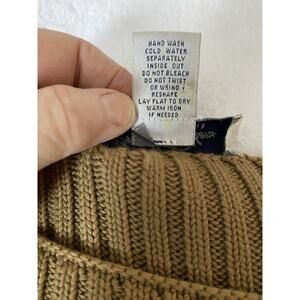 HAND WASH
COLD WATER
SEPARATELY
INSIDE OUT
DO NOT BLEACH
DO NOT TWIST
OR WRING
RESHAPE
LAY FLAT TO DRY
WARM IRON
IF NEEDED